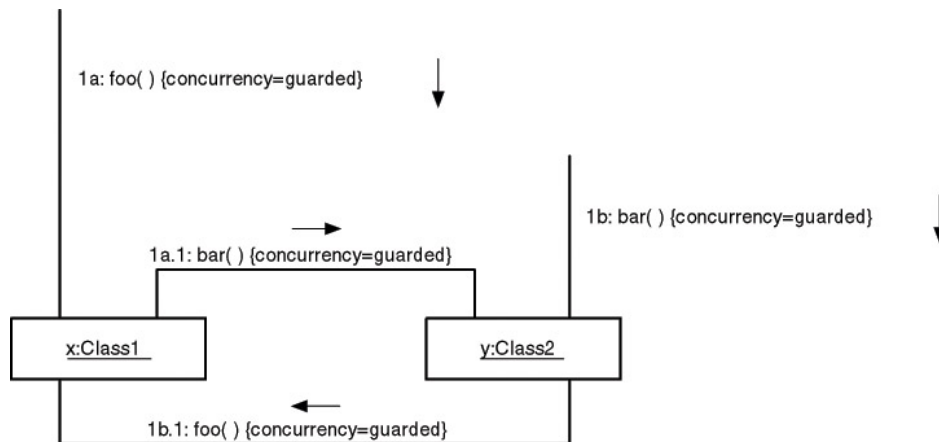 1a: foo( ) {concurrency=guarded}
1b: bar( ) {concurrency=guarded}
1a.1: bar( ) {concurrency=guarded}
x:Class1
y:Class2
1b.1: foo( ) {concurrency=guarded}